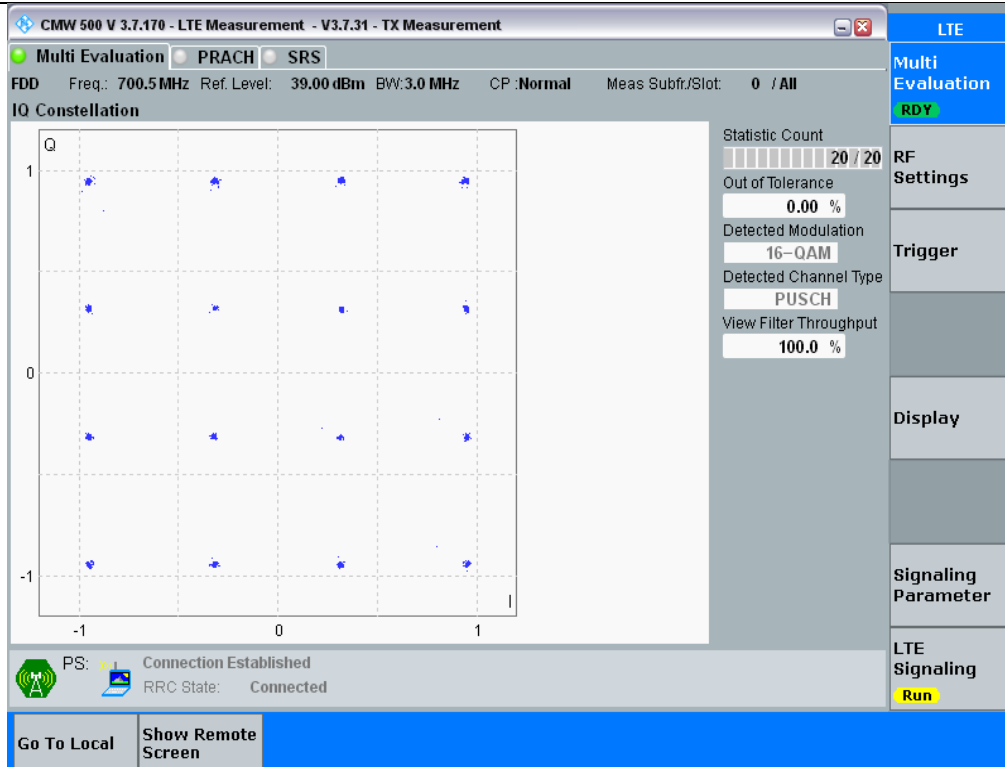 CMW 500 V 3.7.170 - LTE Measurement - V3.7.31 - TX Measurement
LTE
Multi Evaluation PRACH SRS
FDD Freq.: 700.5 MHz Ref. Level: 39.00 dBm BW:3.0 MHz CP :Normal Meas Subfr./Slot: 0 / All
IQ Constellation
Q
1
0
-1
-1 0 1
I
Statistic Count
20 / 20
Out of Tolerance
0.00 %
Detected Modulation
16-QAM
Detected Channel Type
PUSCH
View Filter Throughput
100.0 %
Multi
Evaluation
RDY
RF
Settings
Trigger
Display
Signaling
Parameter
LTE
Signaling
Run
PS: Connection Established
RRC State: Connected
Go To Local
Show Remote
Screen